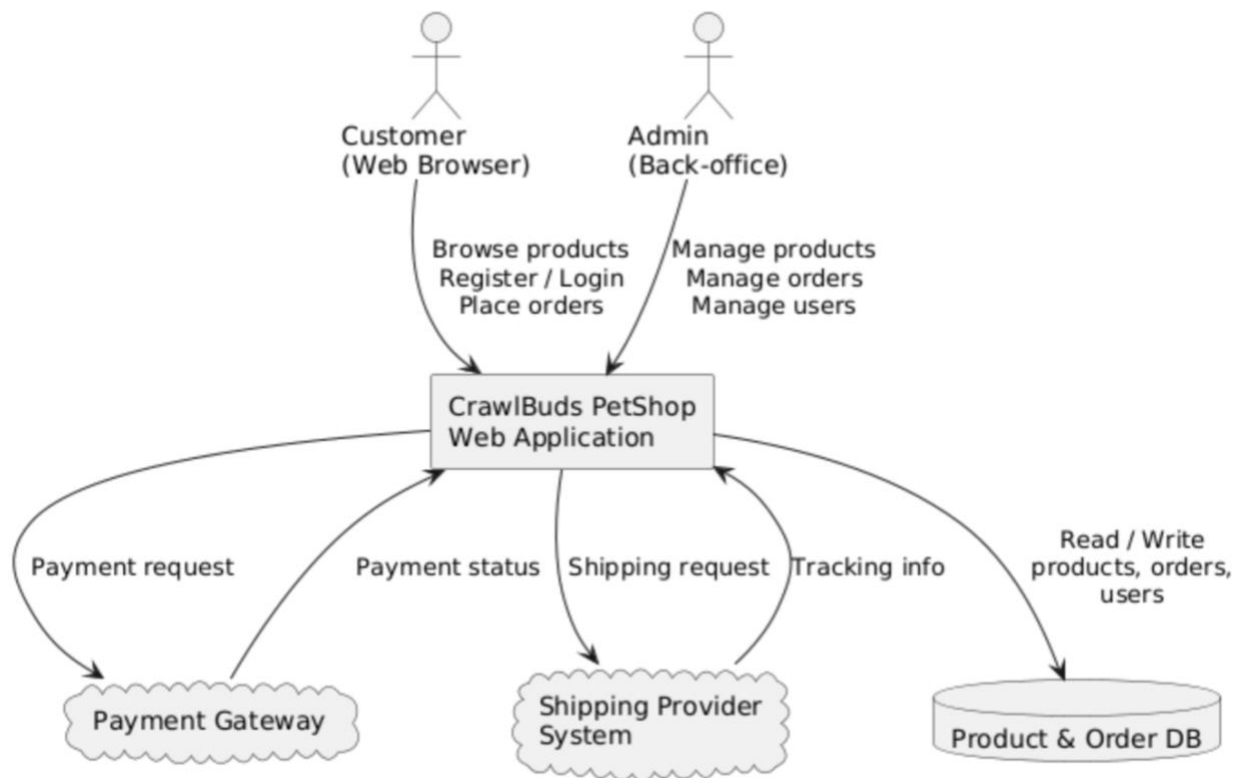 Customer
(Web Browser)
Admin
(Back-office)
Browse products
Register / Login
Place orders
Manage products
Manage orders
Manage users
CrawlBuds PetShop
Web Application
Payment request
Payment status
Shipping request
Tracking info
Read / Write
products, orders,
users
Payment Gateway
Shipping Provider
System
Product & Order DB